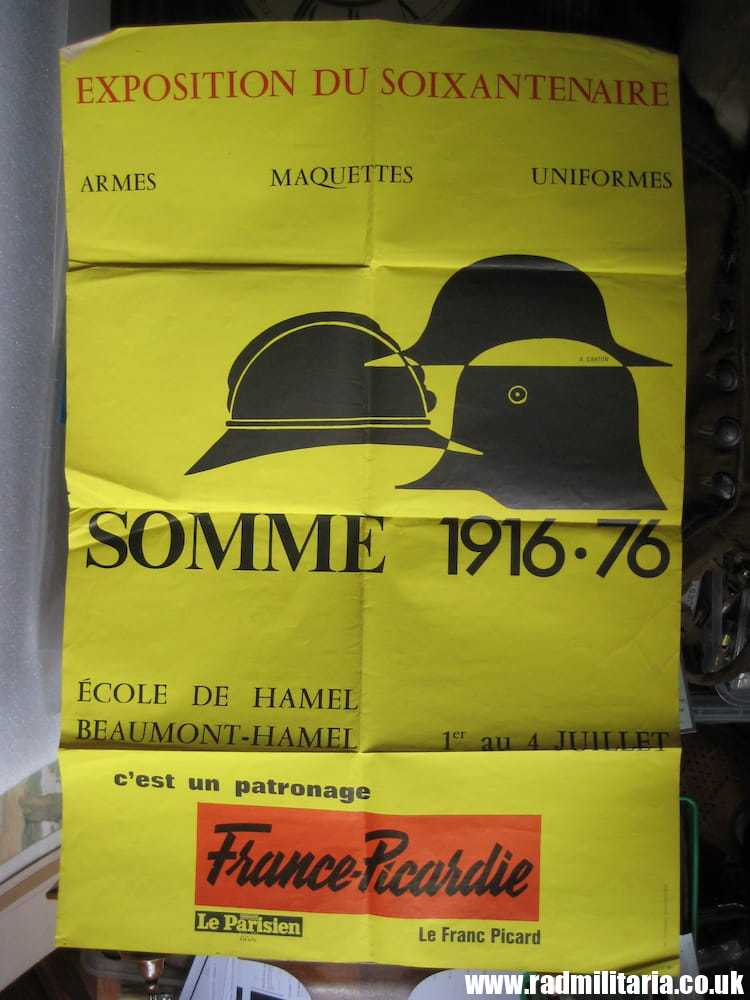 EXPOSITION DU SOIXANTENAIRE
ARMES MAQUETTES UNIFORMES
A. CANTON
SOMME 1916·76
ÉCOLE DE HAMEL
BEAUMONT-HAMEL 1er au 4 JUILLET
c'est un patronage
France-Picardie
Le Parisien
Le Franc Picard
www.radmilitaria.co.uk